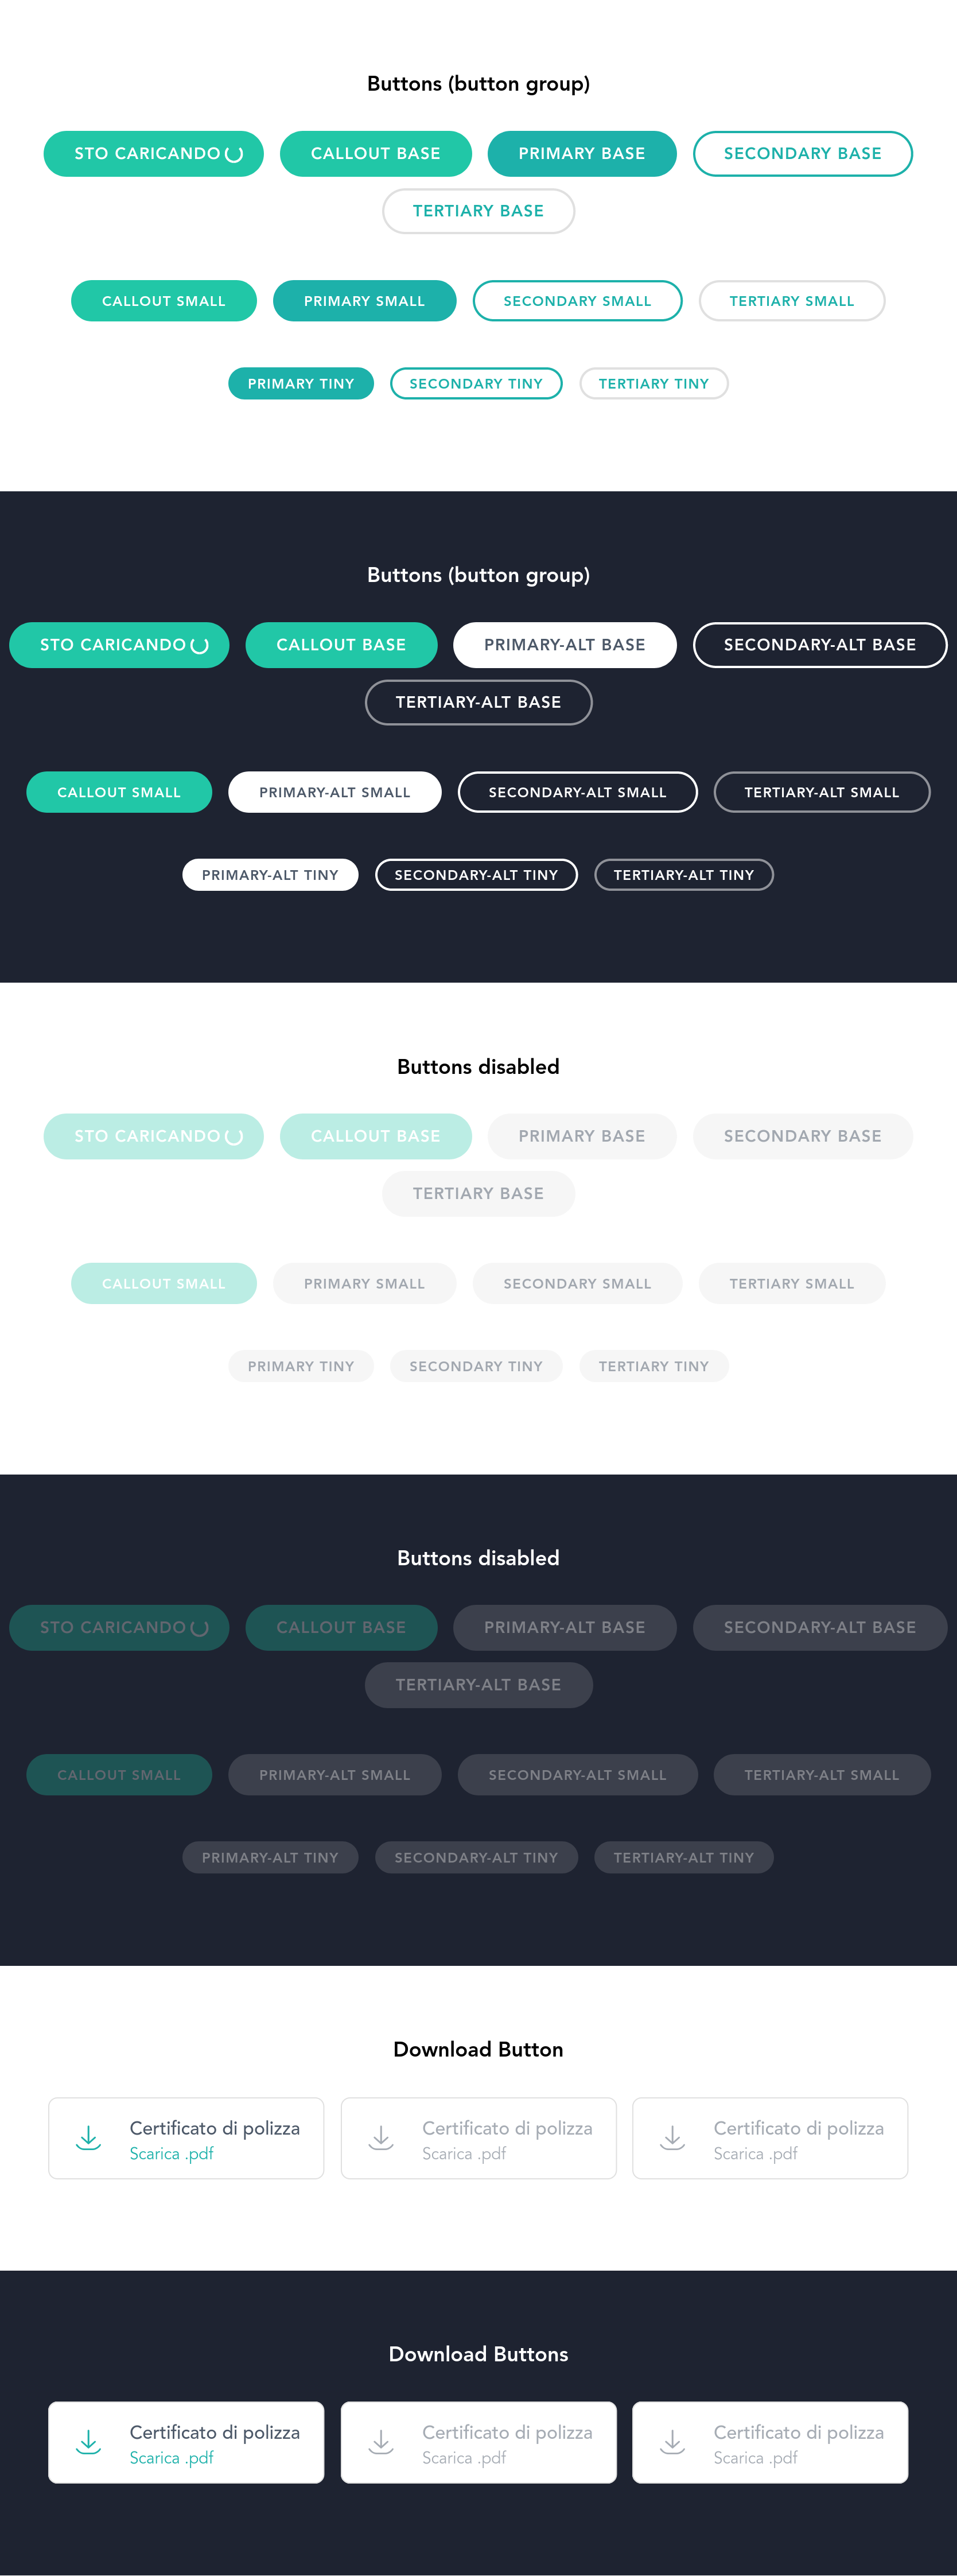 Buttons (button group)
STO CARICANDO CALLOUT BASE PRIMARY BASE SECONDARY BASE
TERTIARY BASE
CALLOUT SMALL PRIMARY SMALL SECONDARY SMALL TERTIARY SMALL
PRIMARY TINY SECONDARY TINY TERTIARY TINY
Buttons (button group)
STO CARICANDO CALLOUT BASE PRIMARY-ALT BASE SECONDARY-ALT BASE
TERTIARY-ALT BASE
CALLOUT SMALL PRIMARY-ALT SMALL SECONDARY-ALT SMALL TERTIARY-ALT SMALL
PRIMARY-ALT TINY SECONDARY-ALT TINY TERTIARY-ALT TINY
Buttons disabled
STO CARICANDO CALLOUT BASE PRIMARY BASE SECONDARY BASE
TERTIARY BASE
CALLOUT SMALL PRIMARY SMALL SECONDARY SMALL TERTIARY SMALL
PRIMARY TINY SECONDARY TINY TERTIARY TINY
Buttons disabled
STO CARICANDO CALLOUT BASE PRIMARY-ALT BASE SECONDARY-ALT BASE
TERTIARY-ALT BASE
CALLOUT SMALL PRIMARY-ALT SMALL SECONDARY-ALT SMALL TERTIARY-ALT SMALL
PRIMARY-ALT TINY SECONDARY-ALT TINY TERTIARY-ALT TINY
Download Button
Certificato di polizza Certificato di polizza Certificato di polizza
Scarica .pdf Scarica .pdf Scarica .pdf
Download Buttons
Certificato di polizza Certificato di polizza Certificato di polizza
Scarica .pdf Scarica .pdf Scarica .pdf